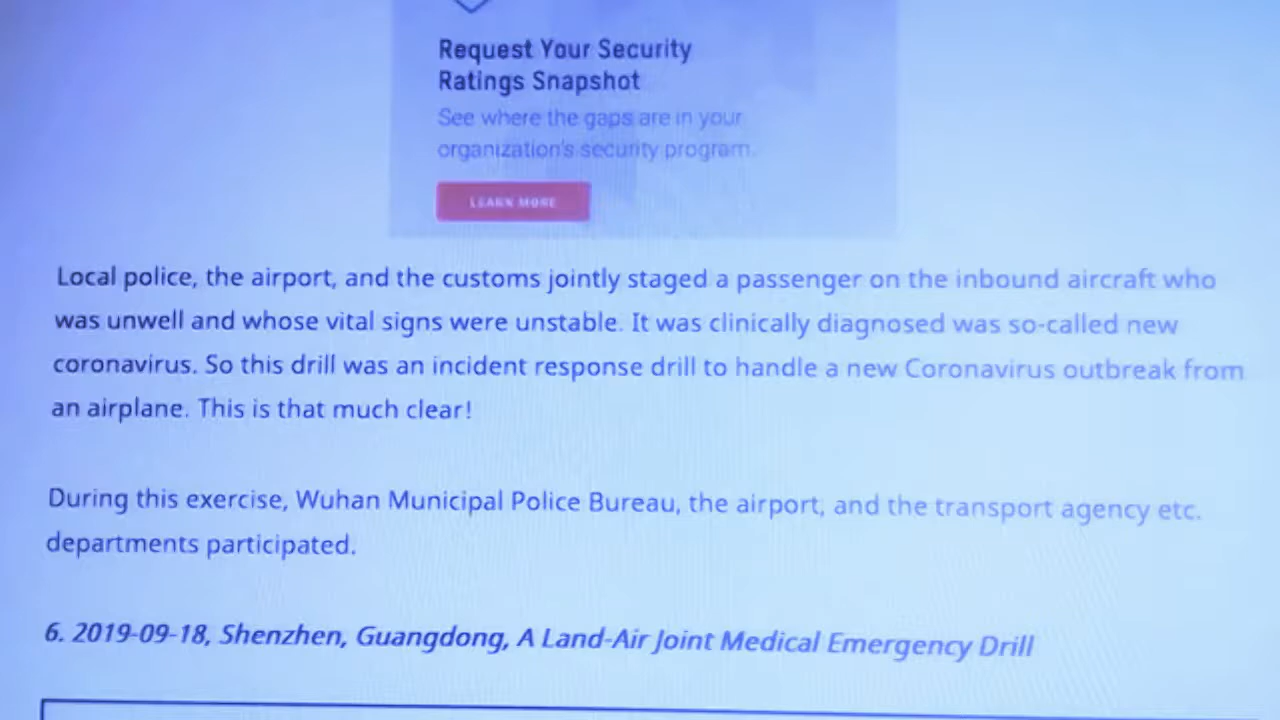 Request Your Security
Ratings Snapshot
See where the gaps are in your
organization's security program.
LEARN MORE
Local police, the airport, and the customs jointly staged a passenger on the inbound aircraft who
was unwell and whose vital signs were unstable. It was clinically diagnosed was so-called new
coronavirus. So this drill was an incident response drill to handle a new Coronavirus outbreak from
an airplane. This is that much clear!
During this exercise, Wuhan Municipal Police Bureau, the airport, and the transport agency etc.
departments participated.
6. 2019-09-18, Shenzhen, Guangdong, A Land-Air Joint Medical Emergency Drill